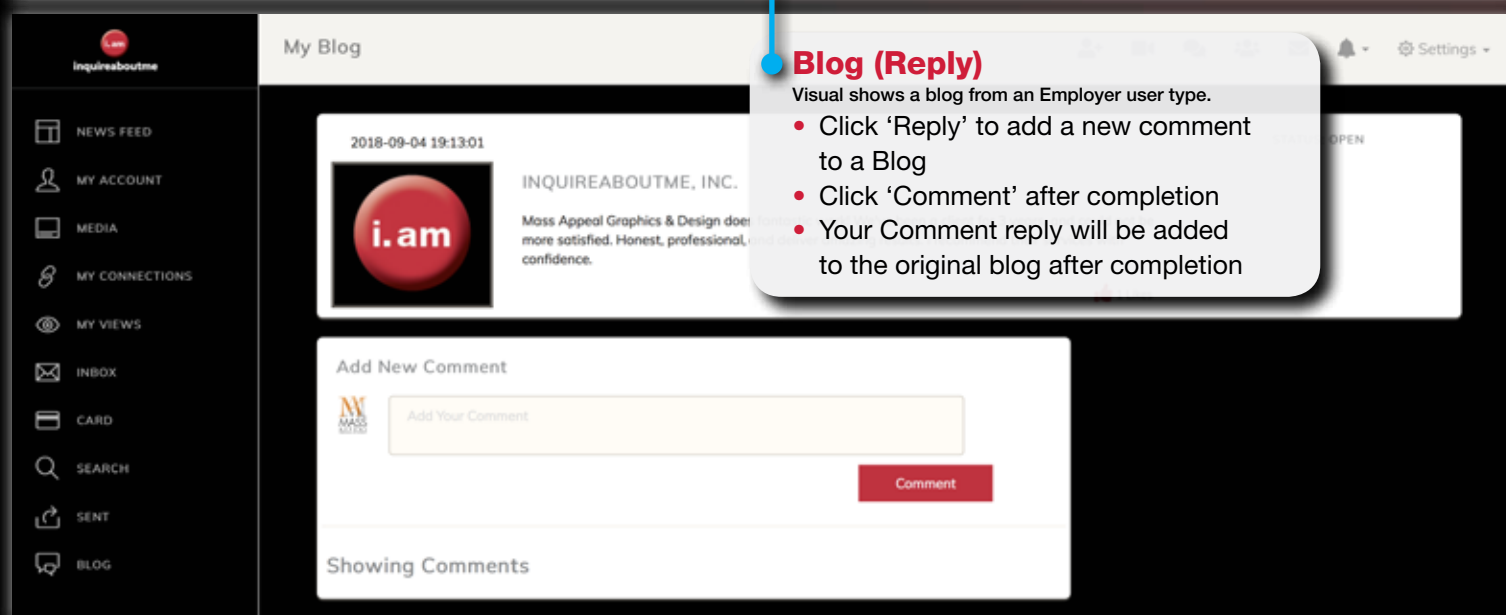 i.am
inquireaboutme
My Blog
Settings
Blog (Reply)
Visual shows a blog from an Employer user type.
• Click ‘Reply’ to add a new comment
to a Blog
• Click ‘Comment’ after completion
• Your Comment reply will be added
to the original blog after completion
NEWS FEED
MY ACCOUNT
MEDIA
MY CONNECTIONS
MY VIEWS
INBOX
CARD
SEARCH
SENT
BLOG
2018-09-04 19:13:01
OPEN
i.am
INQUIREABOUTME, INC.
Mass Appeal Graphics & Design does
more satisfied. Honest, professional,
confidence.
Add New Comment
MASS
Add Your Comment
Comment
Showing Comments